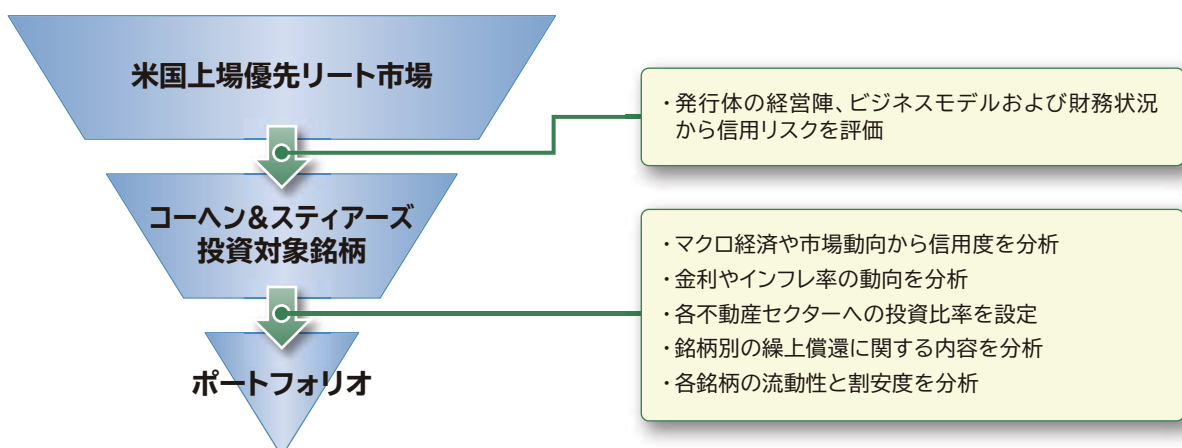 米国上場優先リート市場
・発行体の経営陣、ビジネスモデルおよび財務状況
から信用リスクを評価
コーヘン&スティアーズ
投資対象銘柄
・マクロ経済や市場動向から信用度を分析
・金利やインフレ率の動向を分析
・各不動産セクターへの投資比率を設定
・銘柄別の繰上償還に関する内容を分析
・各銘柄の流動性と割安度を分析
ポートフォリオ